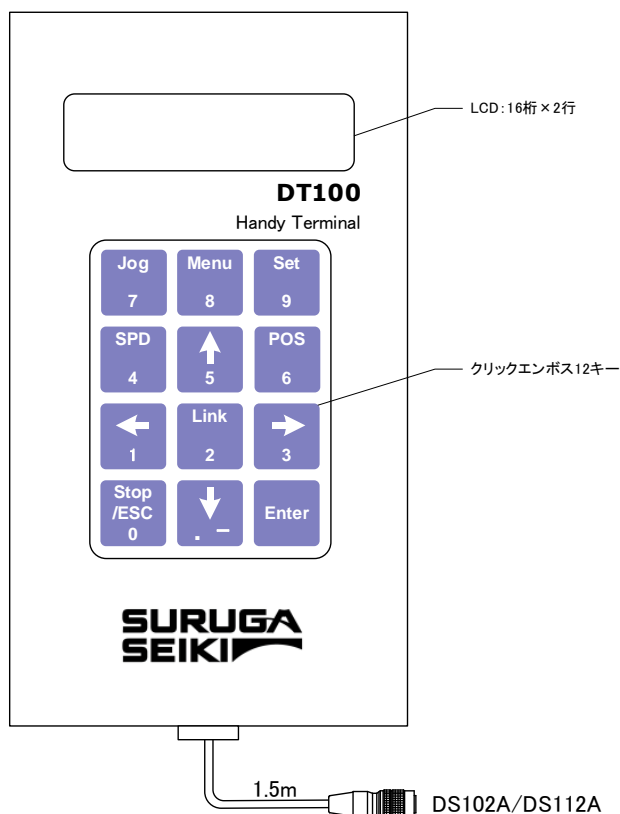 LCD:16桁×2行
DT100
Handy Terminal
Jog
7
Menu
8
Set
9
SPD
4
5
POS
6
クリックエンボス12キー
1
Link
2
3
Stop
/ESC
0
. −
Enter
SURUGA
SEIKI
1.5m
DS102A/DS112A